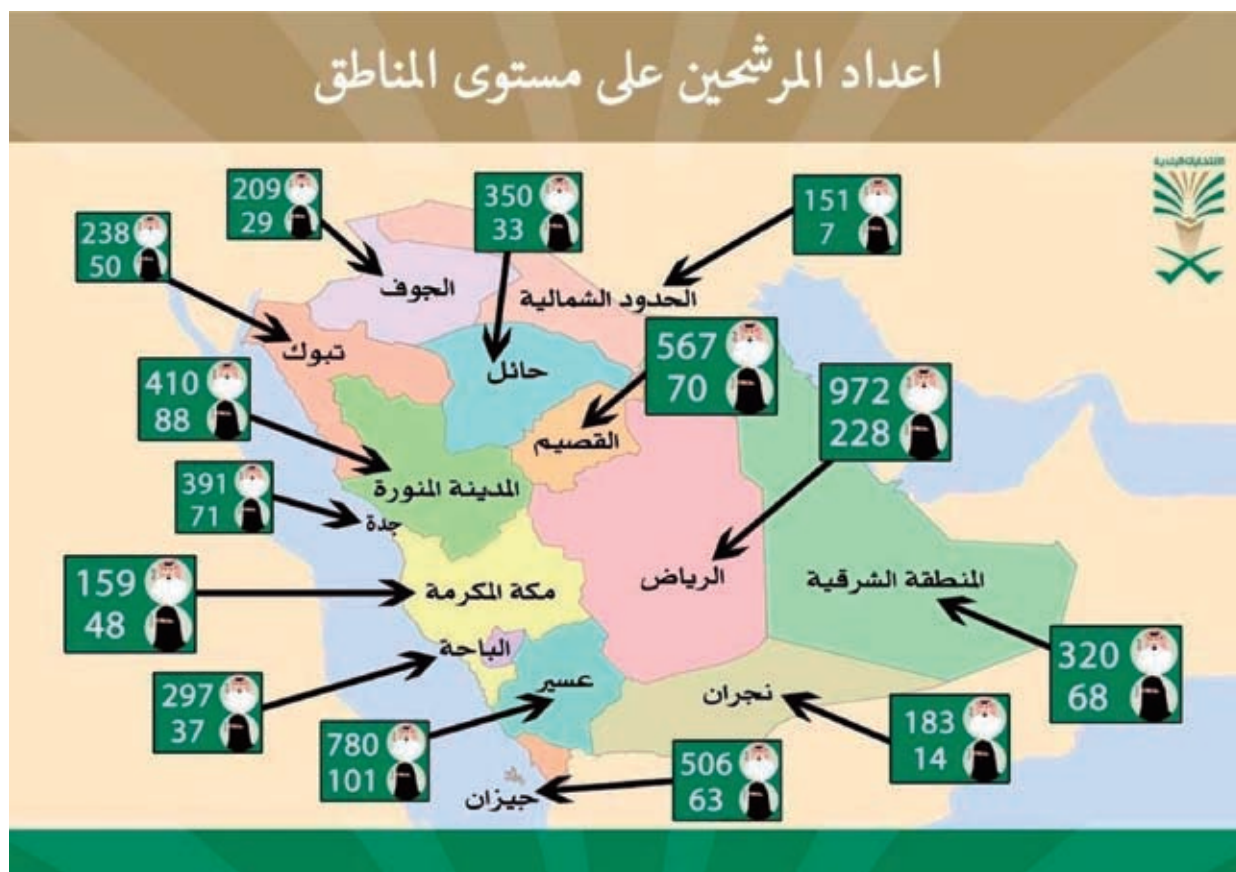 اعداد المرشحين على مستوى المناطق
الانتخابات البلدية
151
7
350
33
209
29
238
50
الجوف
الحدود الشمالية
تبوك
حائل
567
70
972
228
410
88
القصيم
المدينة المنورة
391
71
جدة
الرياض
المنطقة الشرقية
مكة المكرمة
159
48
الباحة
320
68
عسير
نجران
297
37
183
14
780
101
506
63
جيزان